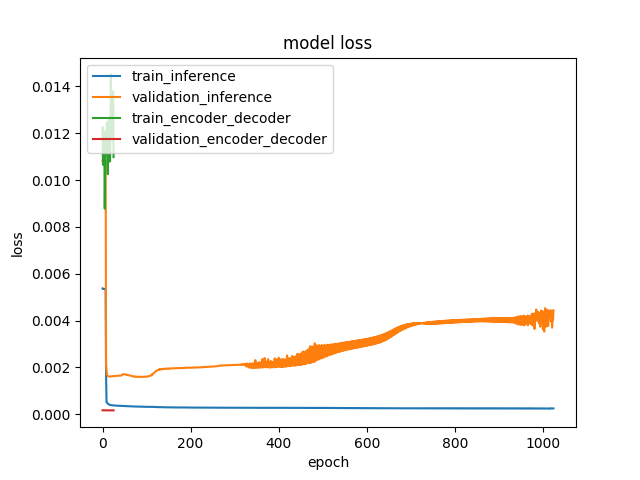 model loss
train_inference
validation_inference
train_encoder_decoder
validation_encoder_decoder
0.014
0.012
0.010
0.008
0.006
0.004
0.002
0.000
loss
0 200 400 600 800 1000
epoch